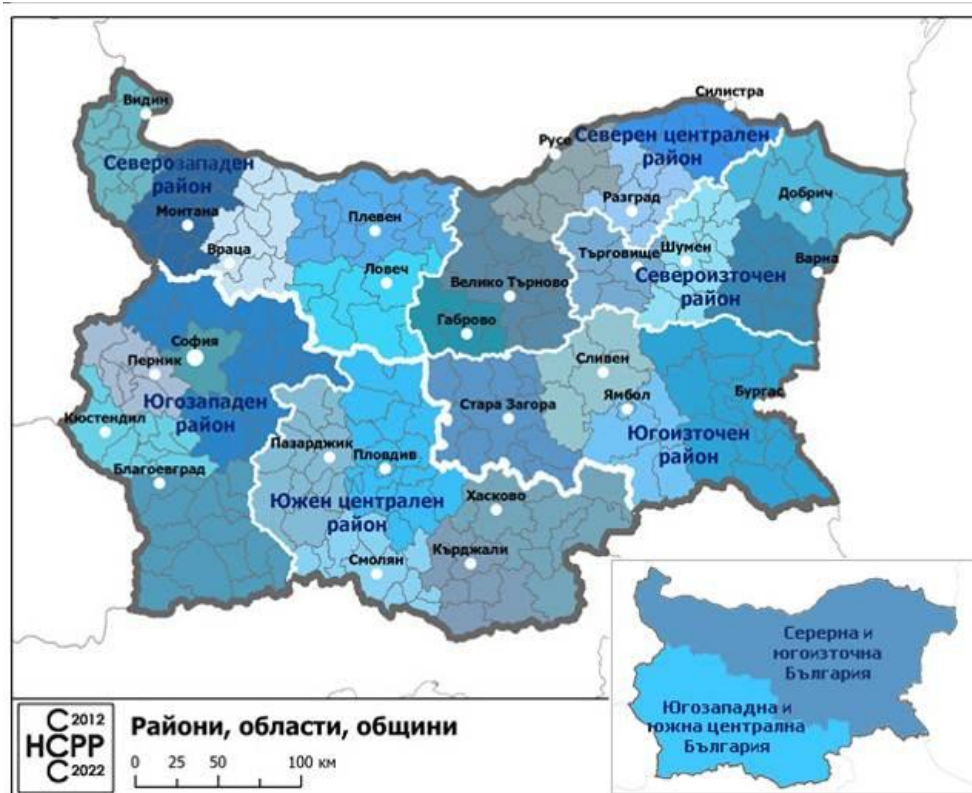 Видин
Силистра
Русе
Северен централен
район
Северозападен
район
Разград
Добрич
Монтана
Плевен
Враца
Търговище
Шумен
Варна
Ловеч
Велико Търново
Североизточен
район
Габрово
София
Перник
Сливен
Ямбол
Бургас
Стара Загора
Кюстендил
Югозападен
район
Пазарджик
Пловдив
Югоизточен
район
Благоевград
Южен централен
район
Хасково
Кърджали
Смолян
Серерна и
югоизточна
България
Югозападна и
южна централна
България
С 2012
НСРР
С 2022
Райони, области, общини
0 25 50 100 км